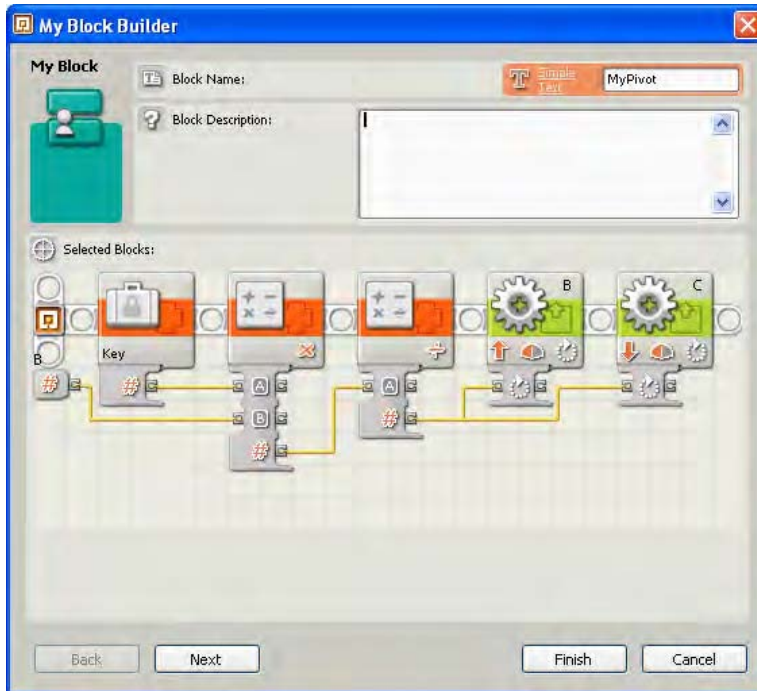 My Block Builder
My Block
Block Name:
Simple Text
MyPivot
Block Description:
Selected Blocks:
B
C
Key
B
#
#
A
B
#
A
#
Back
Next
Finish
Cancel